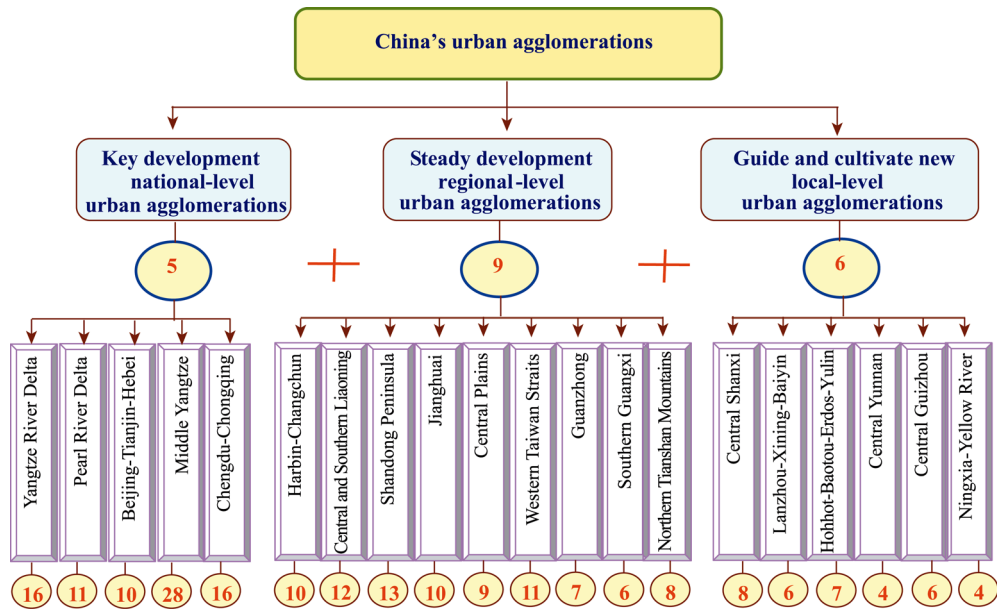 China's urban agglomerations
Key development
national-level
urban agglomerations
Steady development
regional-level
urban agglomerations
Guide and cultivate new
local-level
urban agglomerations
5
9
6
Yangtze River Delta
Pearl River Delta
Beijing-Tianjin-Hebei
Middle Yangtze
Chengdu-Chongqing
Harbin-Changchun
Central and Southern Liaoning
Shandong Peninsula
Jianghuai
Central Plains
Western Taiwan Straits
Guanzhong
Southern Guangxi
Northern Tianshan Mountains
Central Shanxi
Lanzhou-Xining-Baiyin
Hohhot-Baotou-Erdos-Yulin
Central Yunnan
Central Guizhou
Ningxia-Yellow River
16
11
10
28
16
10
12
13
10
9
11
7
6
8
8
6
7
4
6
4